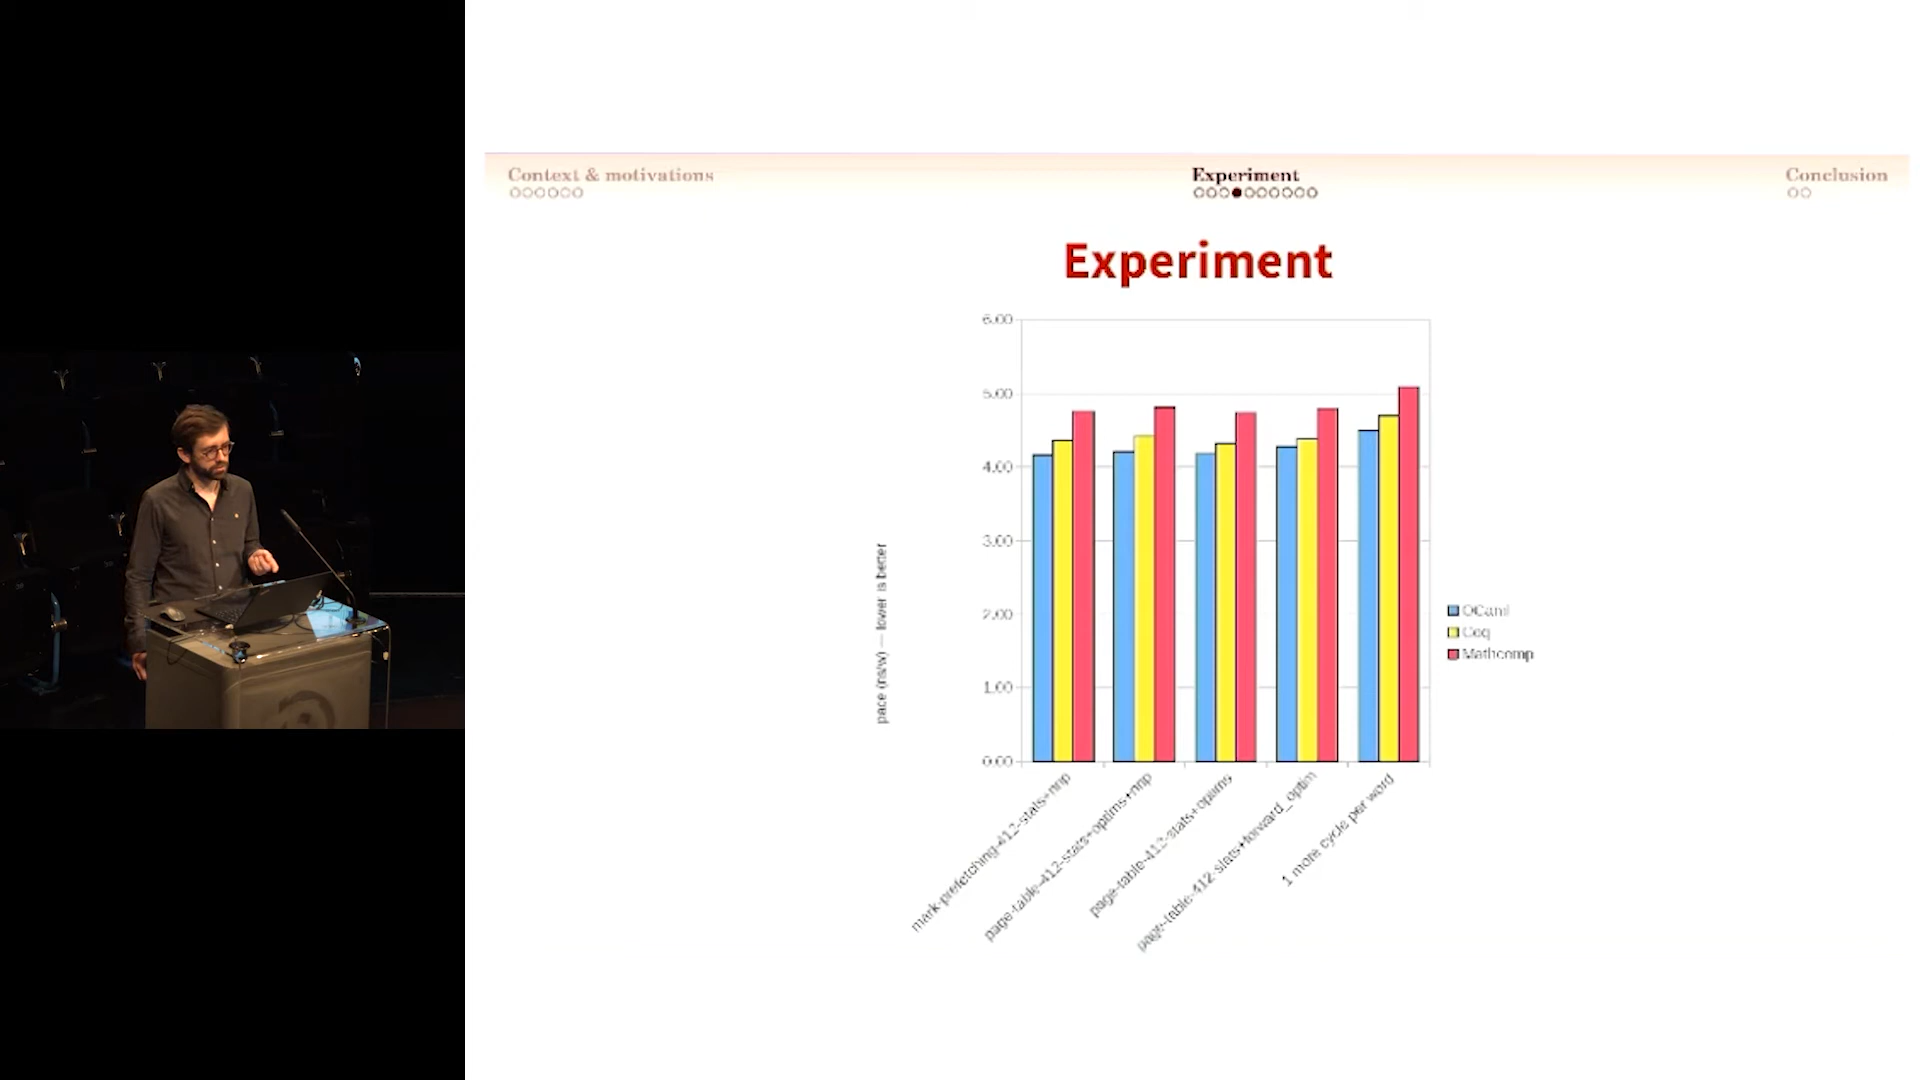 Context & motivations
Experiment
Conclusion
Experiment
6.00
5.00
4.00
3.00
2.00
1.00
0.00
pace (ns/w) — lower is better
OCaml
Coq
Mathcomp
mark-prefetching-412-stats+nnp
page-table-412-stats+optims+nnp
page-table-412-stats+optims
page-table-412-stats+forward_optim
1 more cycle per word